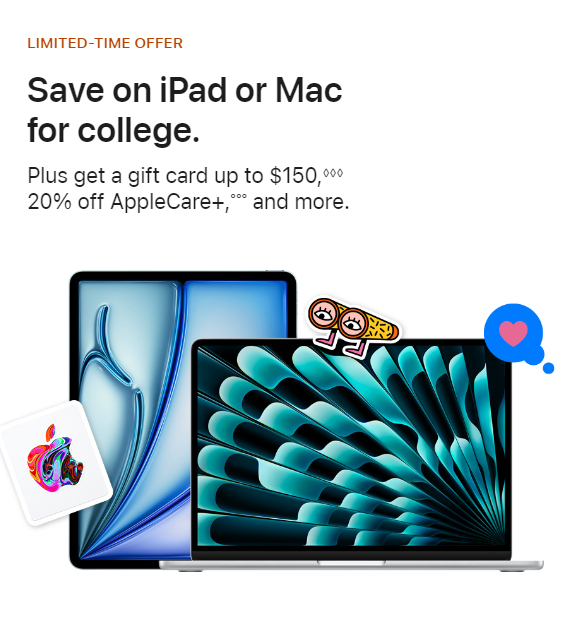 LIMITED-TIME OFFER
Save on iPad or Mac
for college.
Plus get a gift card up to $150,◊◊◊
20% off AppleCare+,°°° and more.